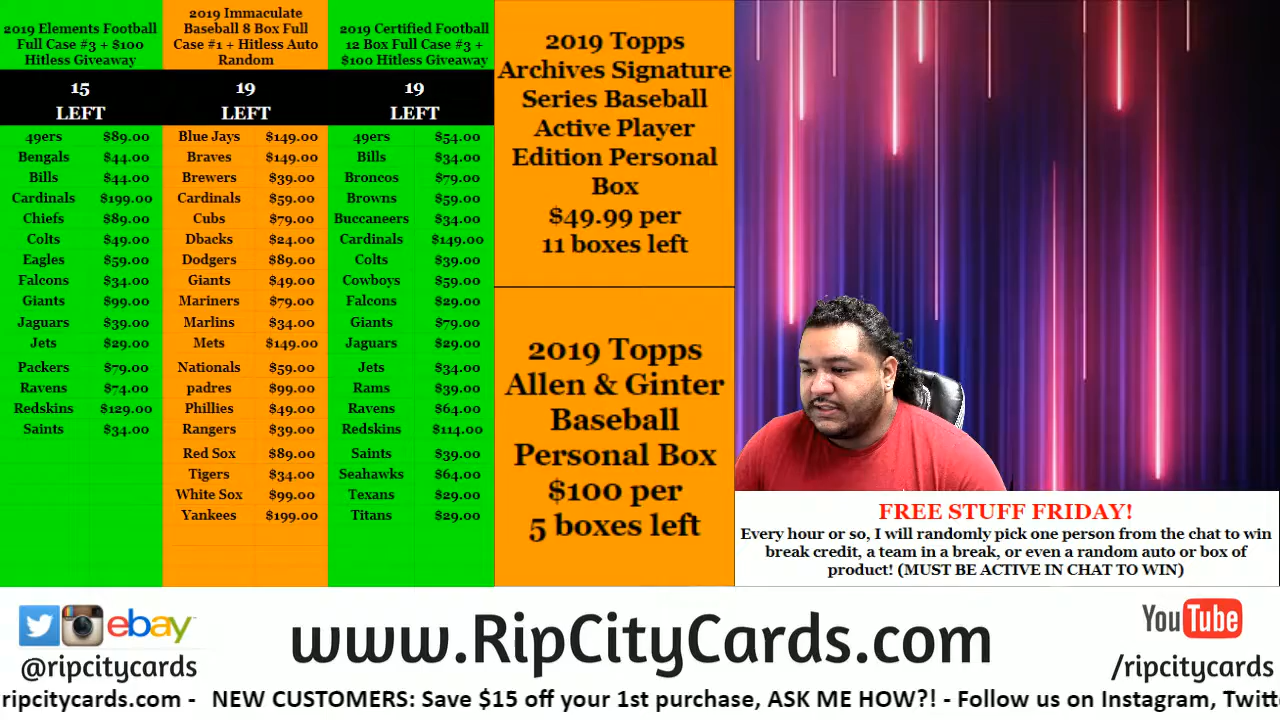 2019 Elements Football
Full Case #3 + $100
Hitless Giveaway
15
LEFT
49ers $89.00
Bengals $44.00
Bills $44.00
Cardinals $199.00
Chiefs $89.00
Colts $49.00
Eagles $59.00
Falcons $34.00
Giants $99.00
Jaguars $39.00
Jets $29.00
Packers $79.00
Ravens $74.00
Redskins $129.00
Saints $34.00
2019 Immaculate
Baseball 8 Box Full
Case #1 + Hitless Auto
Random
19
LEFT
Blue Jays $149.00
Braves $149.00
Brewers $39.00
Cardinals $59.00
Cubs $79.00
Dbacks $24.00
Dodgers $89.00
Giants $49.00
Mariners $79.00
Marlins $34.00
Mets $149.00
Nationals $59.00
padres $99.00
Phillies $49.00
Rangers $39.00
Red Sox $89.00
Tigers $34.00
White Sox $99.00
Yankees $199.00
2019 Certified Football
12 Box Full Case #3 +
$100 Hitless Giveaway
19
LEFT
49ers $54.00
Bills $34.00
Broncos $79.00
Browns $59.00
Buccaneers $34.00
Cardinals $149.00
Colts $39.00
Cowboys $59.00
Falcons $29.00
Giants $79.00
Jaguars $29.00
Jets $34.00
Rams $39.00
Ravens $64.00
Redskins $114.00
Saints $39.00
Seahawks $64.00
Texans $29.00
Titans $29.00
2019 Topps
Archives Signature
Series Baseball
Active Player
Edition Personal
Box
$49.99 per
11 boxes left
2019 Topps
Allen & Ginter
Baseball
Personal Box
$100 per
5 boxes left
FREE STUFF FRIDAY!
Every hour or so, I will randomly pick one person from the chat to win
break credit, a team in a break, or even a random auto or box of
product! (MUST BE ACTIVE IN CHAT TO WIN)
ebay
@ripcitycards
www.RipCityCards.com
YouTube
/ripcitycards
ripcitycards.com - NEW CUSTOMERS: Save $15 off your 1st purchase, ASK ME HOW?! - Follow us on Instagram, Twitt